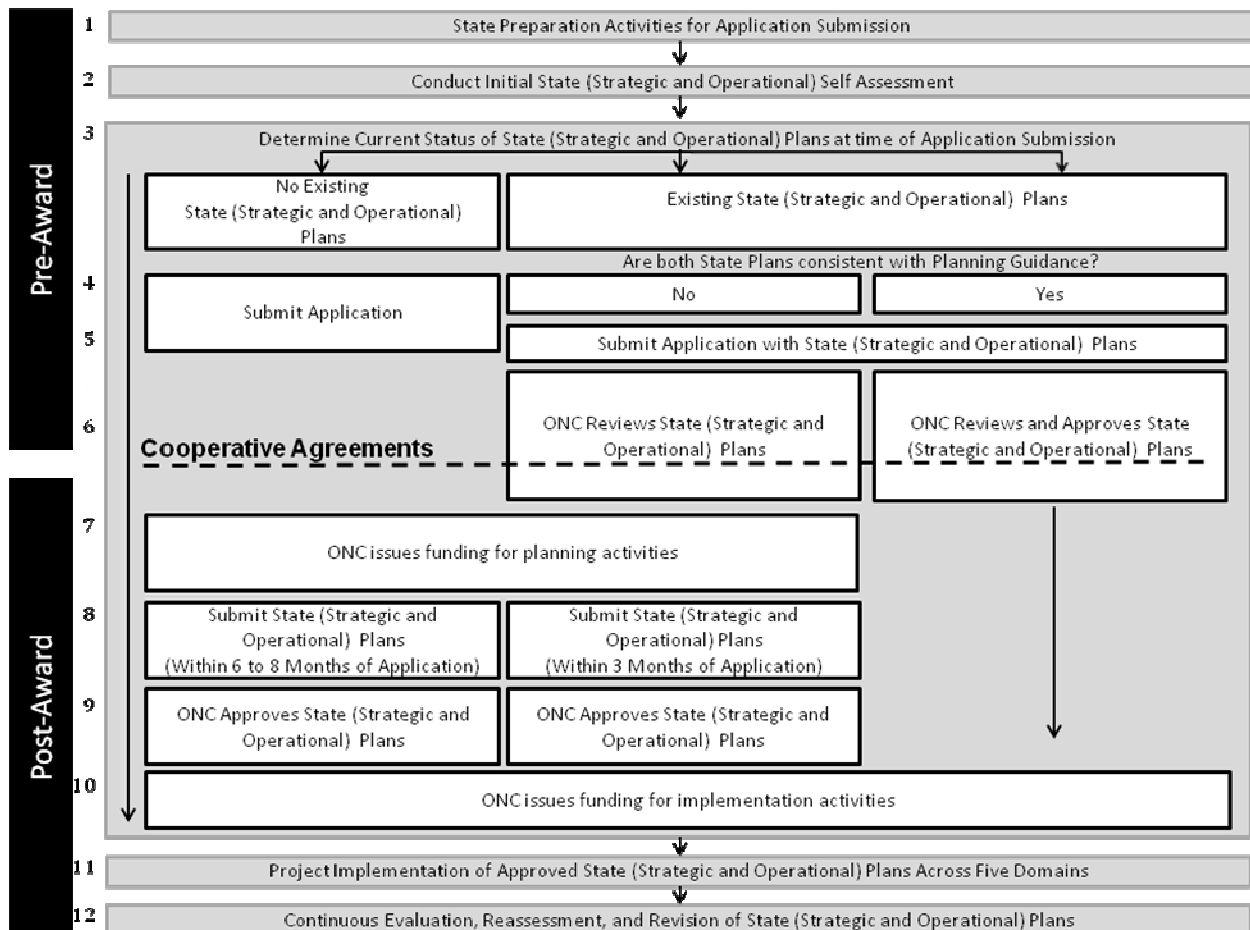 Pre-Award
1
State Preparation Activities for Application Submission
2
Conduct Initial State (Strategic and Operational) Self Assessment
3
Determine Current Status of State (Strategic and Operational) Plans at time of Application Submission
No Existing
State (Strategic and Operational)
Plans
Existing State (Strategic and Operational) Plans
Are both State Plans consistent with Planning Guidance?
4
Submit Application
No
Yes
5
Submit Application with State (Strategic and Operational) Plans
6
ONC Reviews State (Strategic and
Operational) Plans
ONC Reviews and Approves State
(Strategic and Operational) Plans
Cooperative Agreements
Post-Award
7
ONC issues funding for planning activities
8
Submit State (Strategic and
Operational) Plans
(Within 6 to 8 Months of Application)
Submit State (Strategic and
Operational) Plans
(Within 3 Months of Application)
9
ONC Approves State (Strategic and
Operational) Plans
ONC Approves State (Strategic and
Operational) Plans
10
ONC issues funding for implementation activities
11
Project Implementation of Approved State (Strategic and Operational) Plans Across Five Domains
12
Continuous Evaluation, Reassessment, and Revision of State (Strategic and Operational) Plans